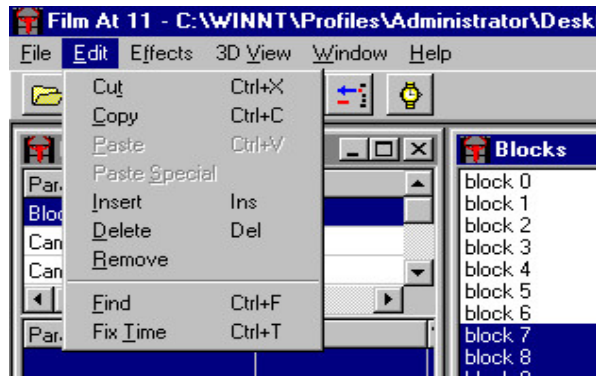 Film At 11 - C:\WINNT\Profiles\Administrator\Desk
File Edit Effects 3D View Window Help
Cut Ctrl+X
Copy Ctrl+C
Paste Ctrl+V
Paste Special
Insert Ins
Delete Del
Remove
Find Ctrl+F
Fix Time Ctrl+T
Par
Bloc
Can
Can
Par
Blocks
block 0
block 1
block 2
block 3
block 4
block 5
block 6
block 7
block 8